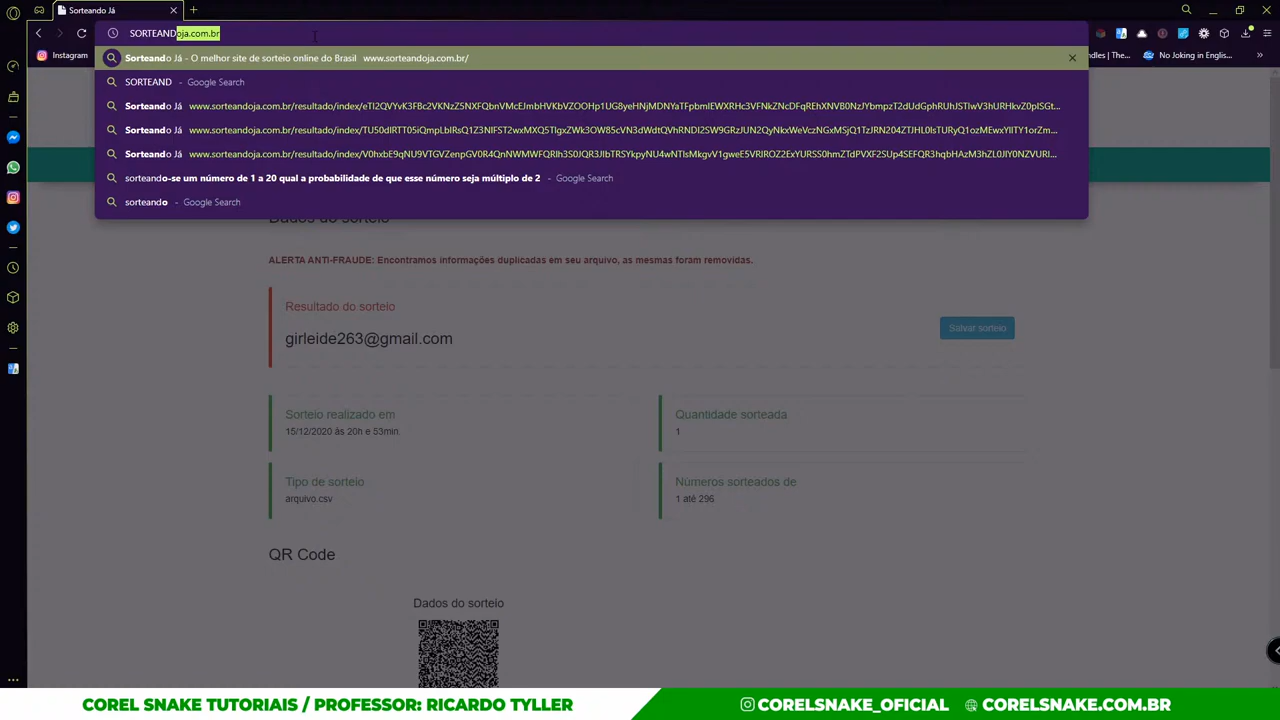 Sorteando Já
SORTEANDoja.com.br
Instagram
Sorteando Já - O melhor site de sorteio online do Brasil www.sorteandoja.com.br/
SORTEAND - Google Search
Sorteando Já
Sorteando Já
Sorteando Já
sorteando-se um número de 1 a 20 qual a probabilidade de que esse número seja múltiplo de 2 - Google Search
sorteando - Google Search
No Joking in English
Dados do sorteio
ALERTA ANTI-FRAUDE: Encontramos informações duplicadas em seu arquivo, as mesmas foram removidas.
Resultado do sorteio
girleide263@gmail.com
Salvar sorteio
Sorteio realizado em
15/12/2020 às 20h e 53min.
Quantidade sorteada
1
Tipo de sorteio
arquivo.csv
Números sorteados de
1 até 296
QR Code
Dados do sorteio
COREL SNAKE TUTORIAIS / PROFESSOR: RICARDO TYLLER
CORELSNAKE_OFICIAL
CORELSNAKE.COM.BR